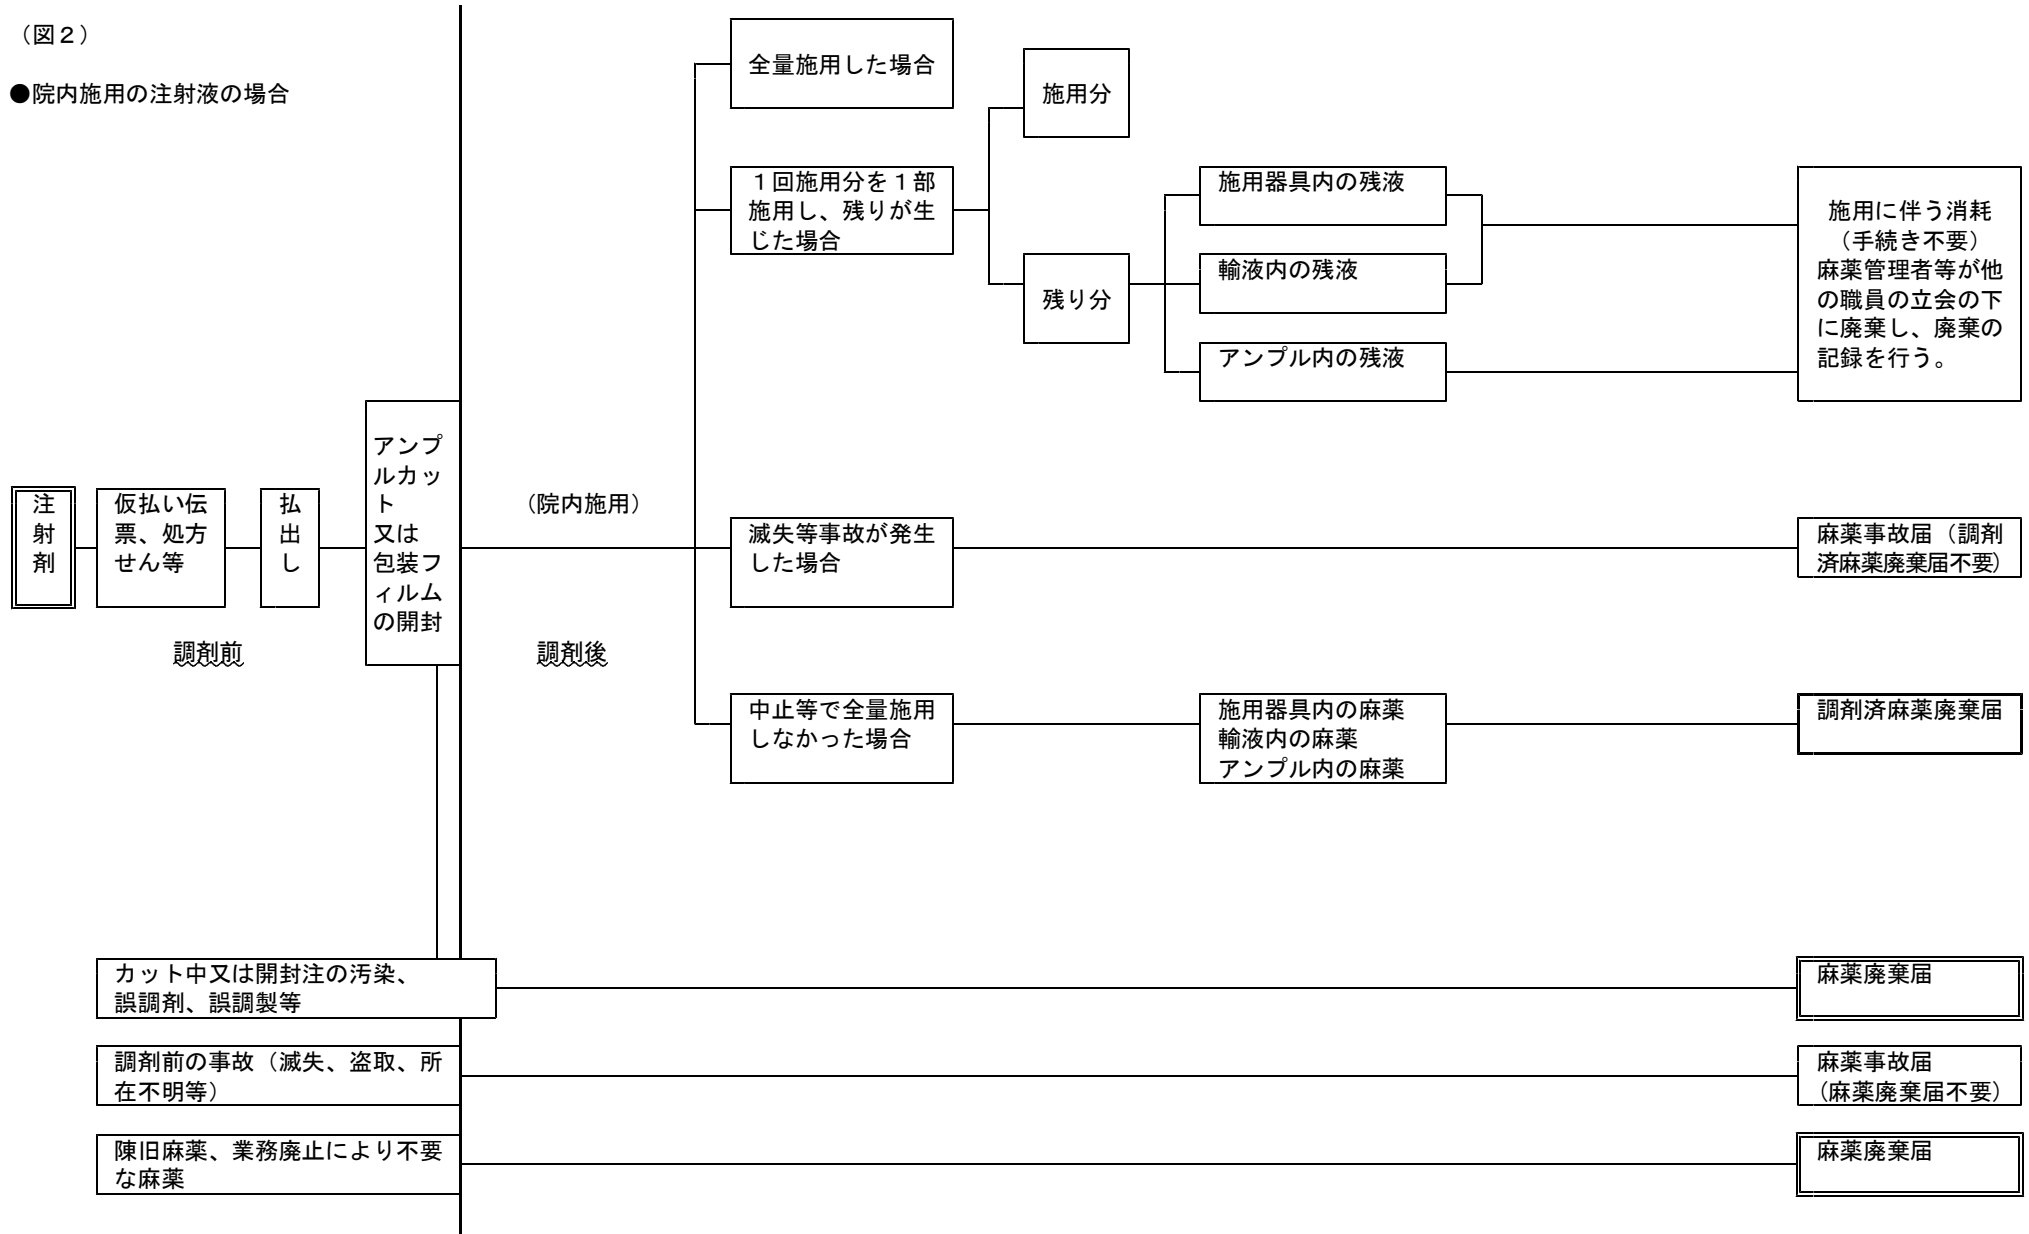 （図２）
●院内施用の注射液の場合
全量施用した場合
施用分
１回施用分を１部
施用し、残りが生
じた場合
残り分
施用器具内の残液
輸液内の残液
アンプル内の残液
施用に伴う消耗
（手続き不要）
麻薬管理者等が他
の職員の立会の下
に廃棄し、廃棄の
記録を行う。
注
射
剤
仮払い伝
票、処方
せん等
払
出
し
アンプ
ルカッ
ト
又は
包装フ
ィルム
の開封
（院内施用）
調剤前
調剤後
滅失等事故が発生
した場合
麻薬事故届（調剤
済麻薬廃棄届不要）
中止等で全量施用
しなかった場合
施用器具内の麻薬
輸液内の麻薬
アンプル内の麻薬
調剤済麻薬廃棄届
カット中又は開封注の汚染、
誤調剤、誤調製等
麻薬廃棄届
調剤前の事故（滅失、盗取、所
在不明等）
麻薬事故届
（麻薬廃棄届不要）
陳旧麻薬、業務廃止により不要
な麻薬
麻薬廃棄届